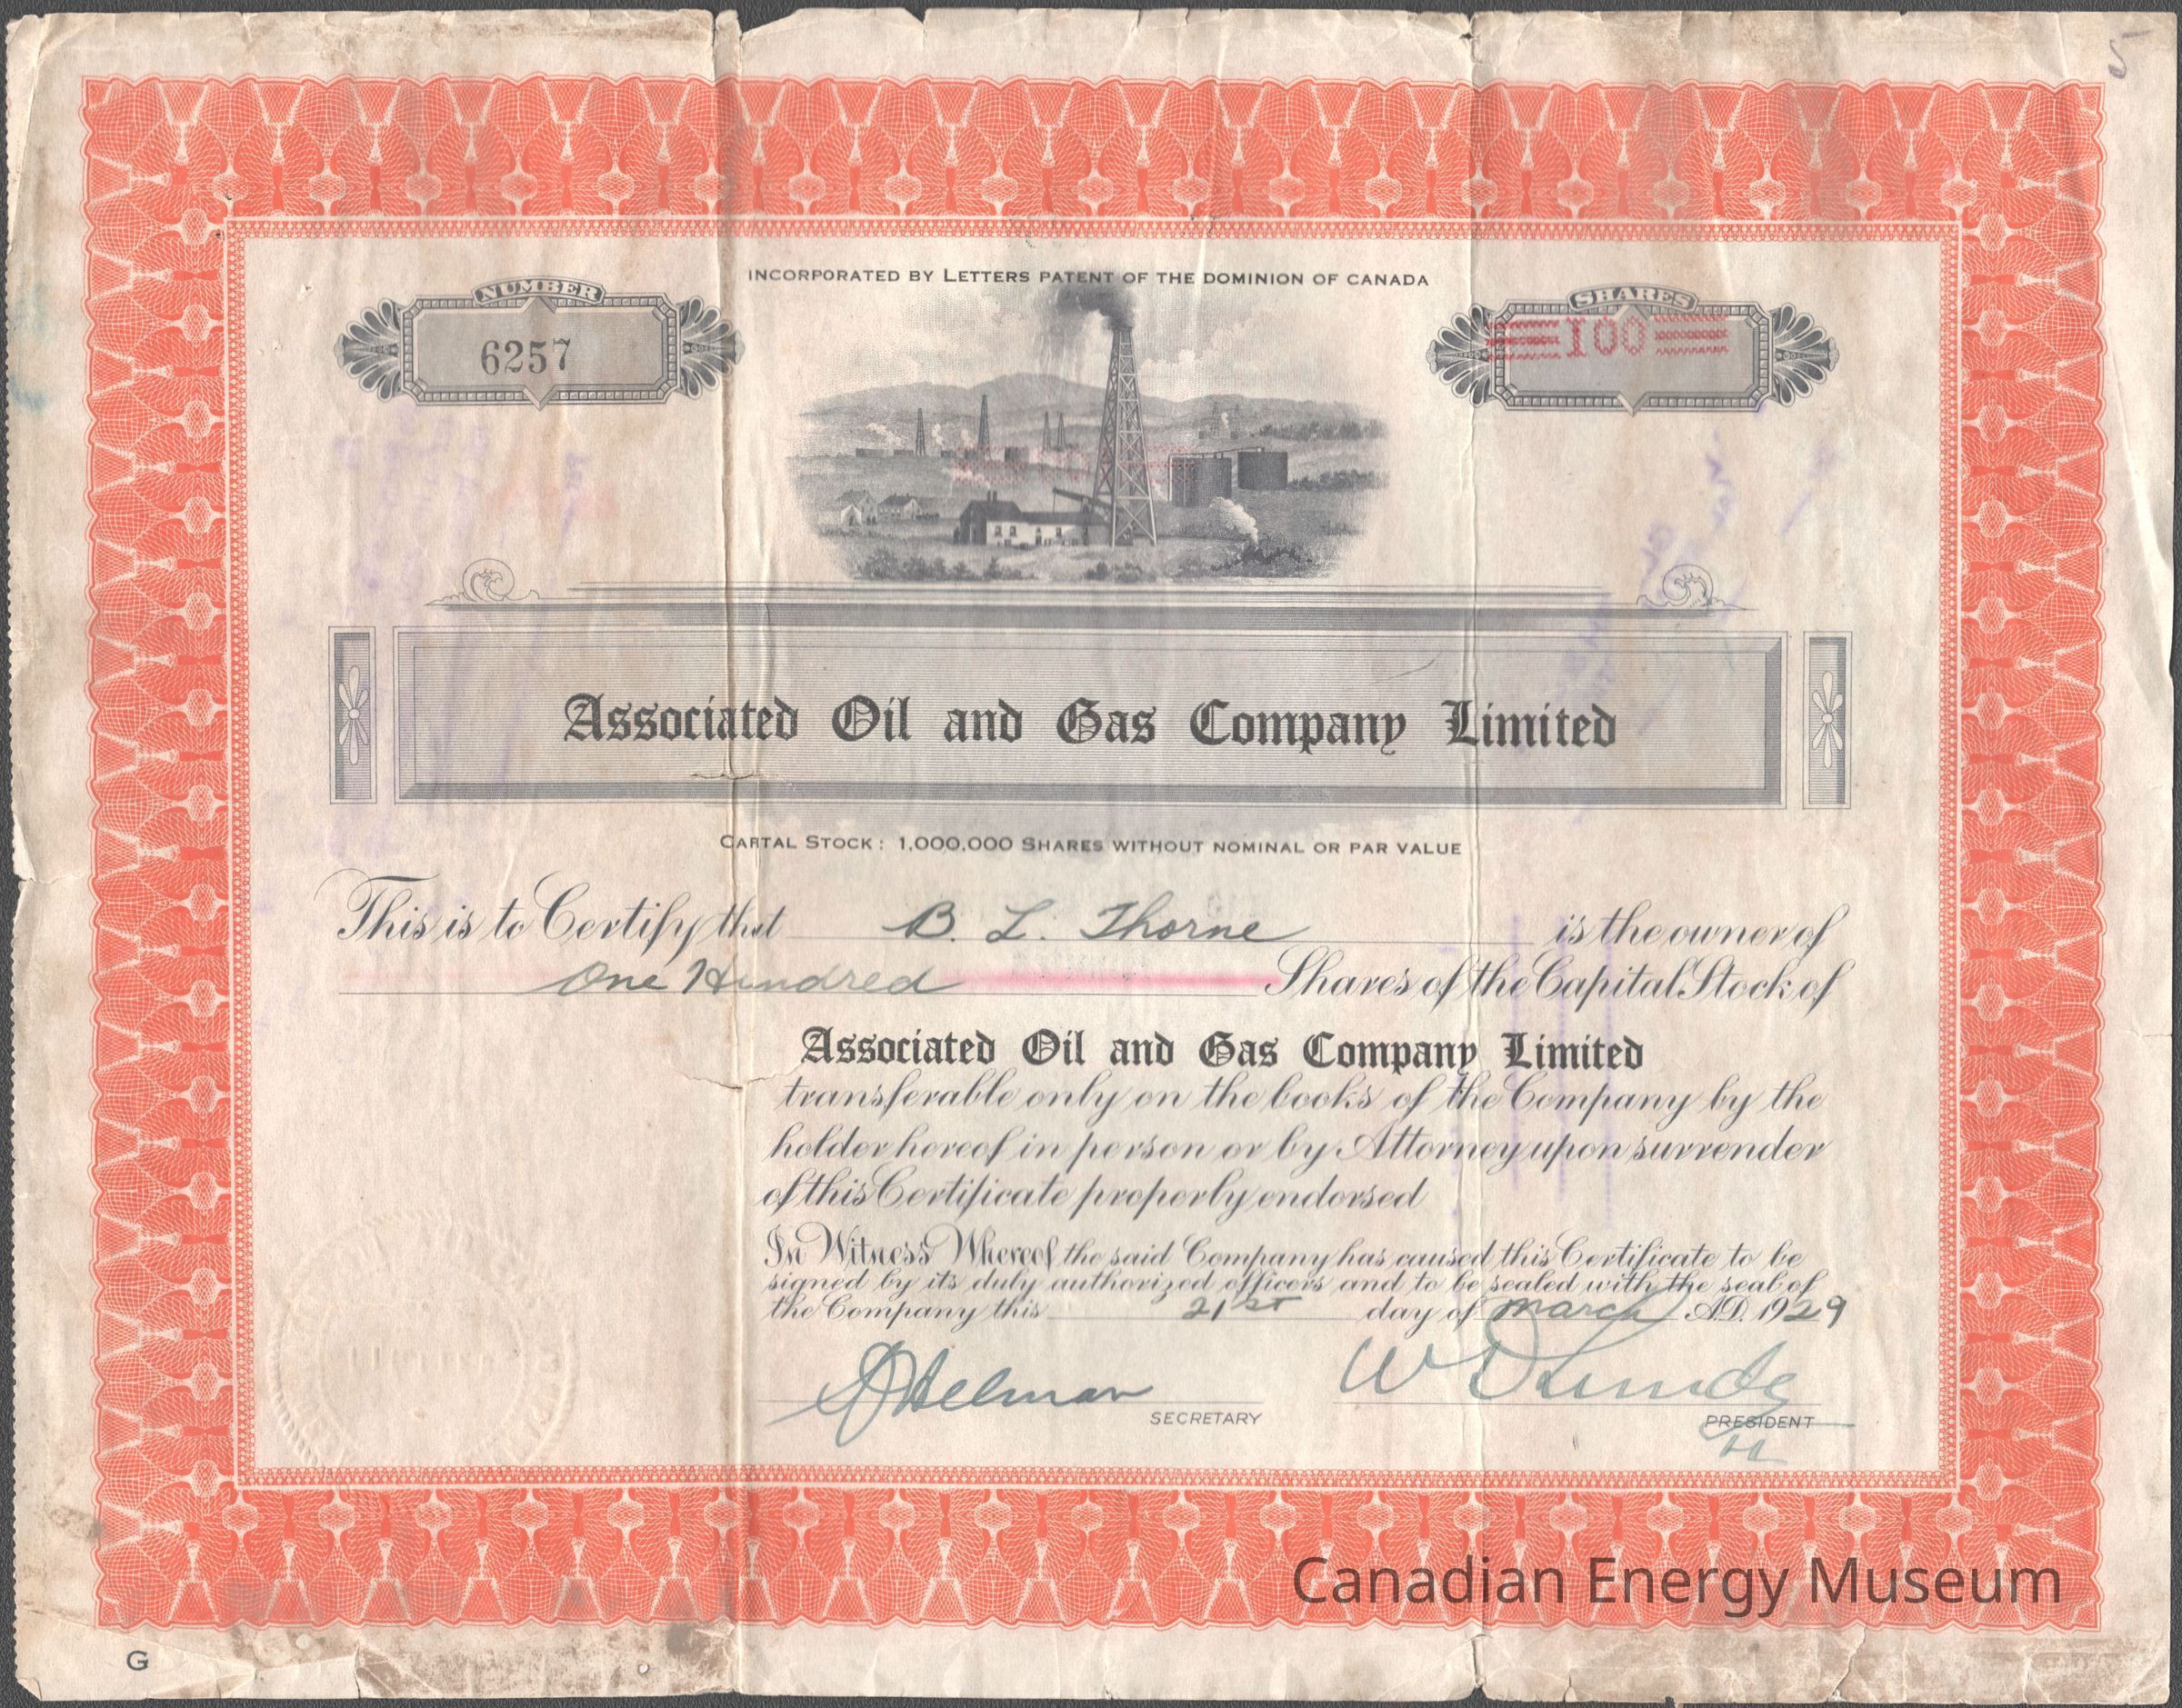 INCORPORATED BY LETTERS PATENT OF THE DOMINION OF CANADA
NUMBER
6257
SHARES
100
Associated Oil and Gas Company Limited
CAPITAL STOCK: 1,000,000 SHARES WITHOUT NOMINAL OR PAR VALUE
This is to Certify that B. L. Thorne is the owner of
One Hundred Shares of the Capital Stock of
Associated Oil and Gas Company Limited
transferable only on the books of the Company by the
holder hereof in person or by Attorney upon surrender
of this Certificate properly endorsed
In Witness Whereof the said Company has caused this Certificate to be
signed by its duly authorized officers and to be sealed with the seal of
the Company this 21st day of March A.D. 1929
SECRETARY
PRESIDENT
Canadian Energy Museum
G